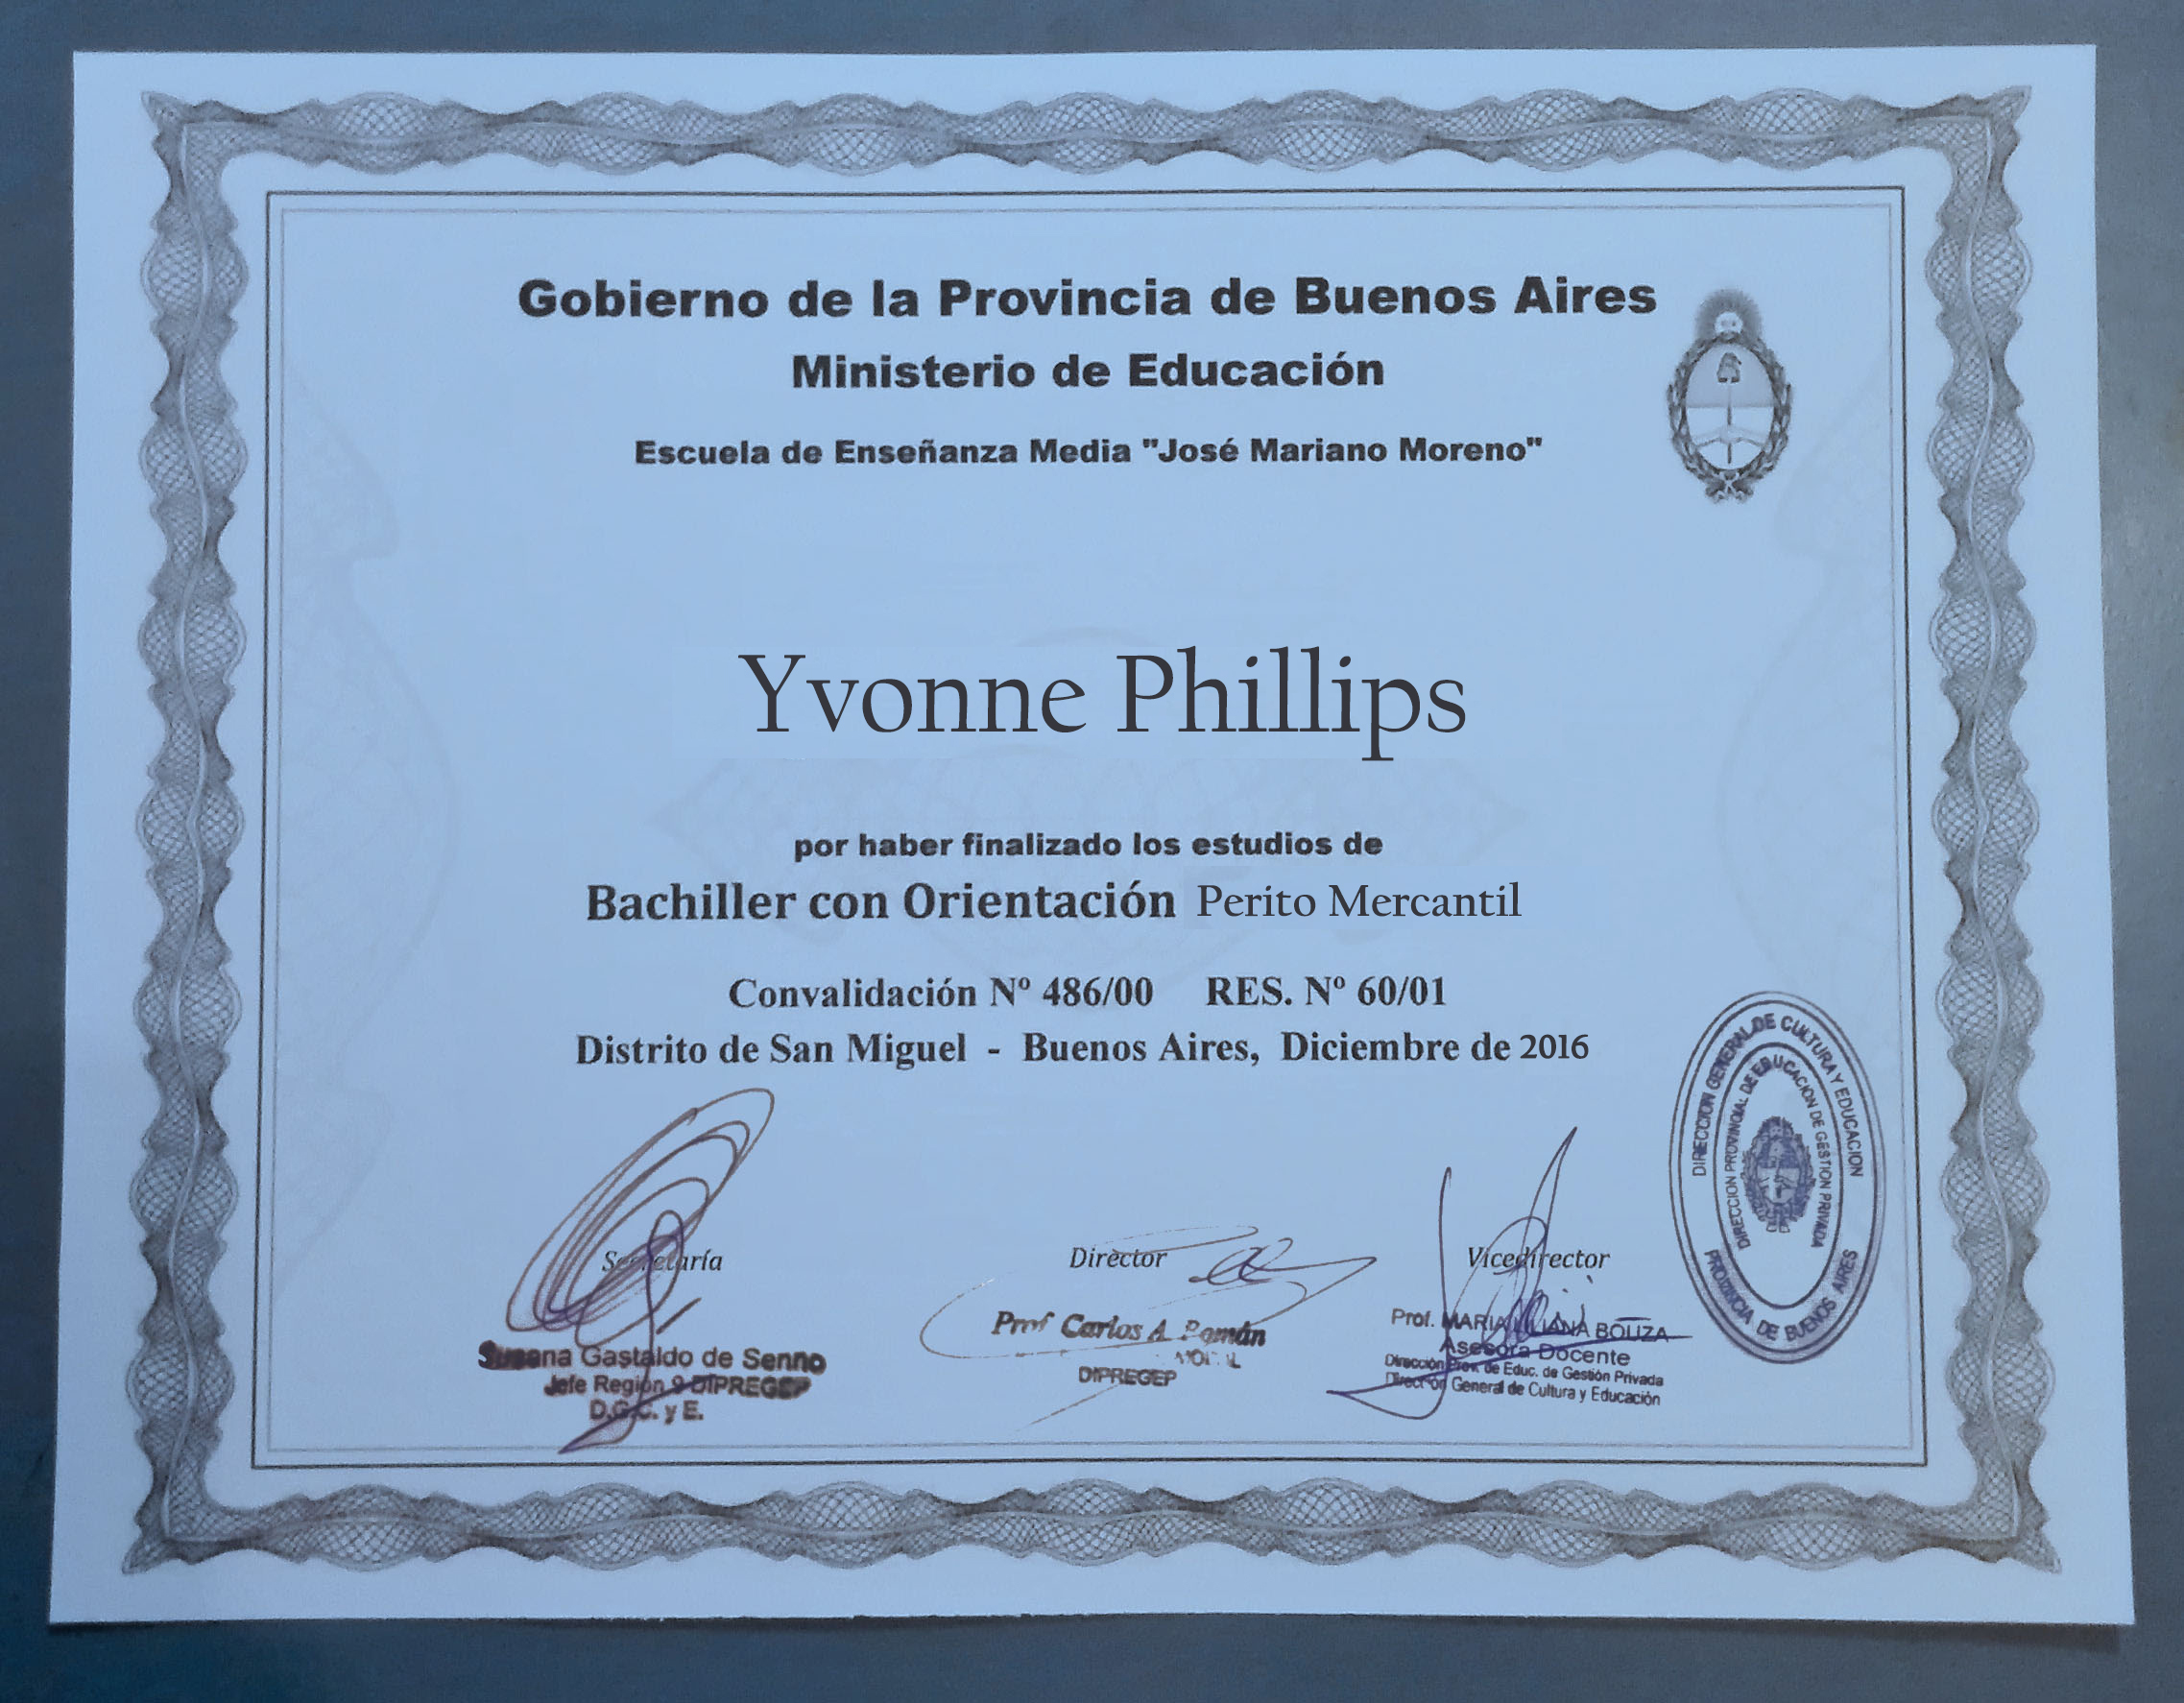 Gobierno de la Provincia de Buenos Aires
Ministerio de Educación
Escuela de Enseñanza Media "José Mariano Moreno"
Yvonne Phillips
por haber finalizado los estudios de
Bachiller con Orientación Perito Mercantil
Convalidación Nº 486/00 RES. Nº 60/01
Distrito de San Miguel - Buenos Aires, Diciembre de 2016
Secretaría
Susana Gastaldo de Senno
Jefe Región 9 DIPREGEP
D.G.C. y E.
Director
Prof Carlos A. Román
DIPREGEP
Vicedirector
Prof. MARIA LILIANA BOUZA
Asesora Docente
Dirección Prov. de Educ. de Gestión Privada
Dirección General de Cultura y Educación
DIRECCION GENERAL DE CULTURA Y EDUCACION
DIRECCION PROVINCIAL DE EDUCACION DE GESTION PRIVADA
PROVINCIA DE BUENOS AIRES